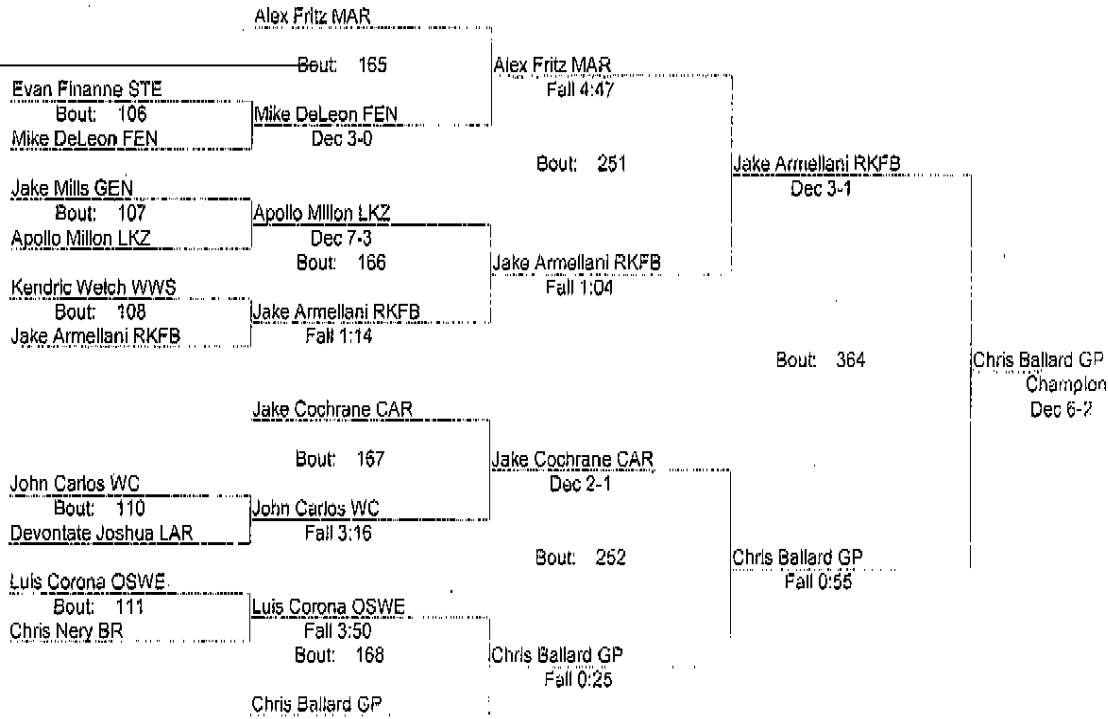 Alex Fritz MAR
Bout: 165
Alex Fritz MAR
Fall 4:47
Evan Finanne STE
Bout: 106
Mike DeLeon FEN
Mike DeLeon FEN
Dec 3-0
Bout: 251
Jake Armellani RKFB
Dec 3-1
Jake Mills GEN
Bout: 107
Apollo Millon LKZ
Apollo Millon LKZ
Dec 7-3
Bout: 166
Jake Armellani RKFB
Fall 1:04
Kendric Welch WWS
Bout: 108
Jake Armellani RKFB
Jake Armellani RKFB
Fall 1:14
Bout: 364
Chris Ballard GP
Champion
Dec 6-2
Jake Cochrane CAR
Bout: 167
Jake Cochrane CAR
Dec 2-1
John Carlos WC
Bout: 110
Devontate Joshua LAR
John Carlos WC
Fall 3:16
Bout: 252
Chris Ballard GP
Fall 0:55
Luis Corona OSWE
Bout: 111
Chris Nery BR
Luis Corona OSWE
Fall 3:50
Bout: 168
Chris Ballard GP
Fall 0:25
Chris Ballard GP